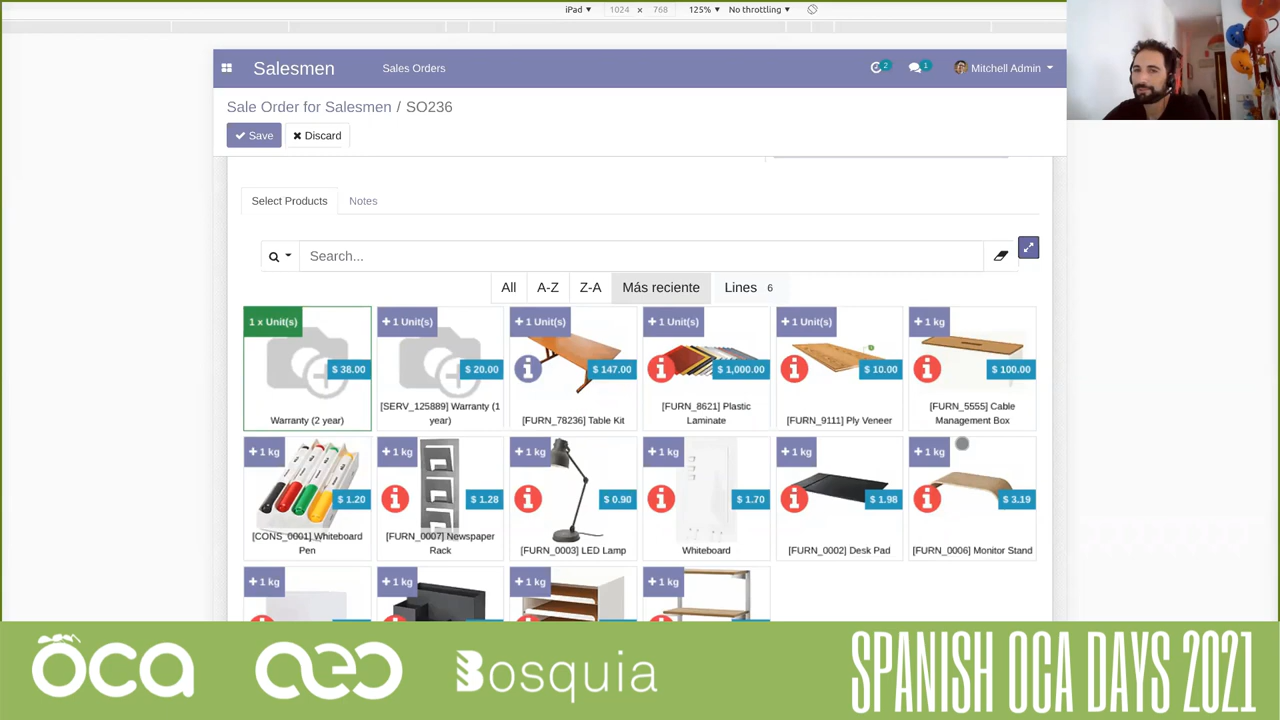 iPad 1024 × 768 125% No throttling
Salesmen Sales Orders 2 1 Mitchell Admin
Sale Order for Salesmen / SO236
Save Discard
Select Products Notes
Search...
All A-Z Z-A Más reciente Lines 6
1 x Unit(s) + 1 Unit(s) + 1 Unit(s) + 1 Unit(s) + 1 Unit(s) + 1 kg
$ 38.00 $ 20.00 $ 147.00 $ 1,000.00 $ 10.00 $ 100.00
Warranty (2 year)
[SERV_125889] Warranty (1
year)
[FURN_78236] Table Kit
[FURN_8621] Plastic
Laminate
[FURN_9111] Ply Veneer
[FURN_5555] Cable
Management Box
+ 1 kg + 1 kg + 1 kg + 1 kg + 1 kg + 1 kg
$ 1.20 $ 1.28 $ 0.90 $ 1.70 $ 1.98 $ 3.19
[CONS_0001] Whiteboard
Pen
[FURN_0007] Newspaper
Rack
[FURN_0003] LED Lamp
Whiteboard
[FURN_0002] Desk Pad
[FURN_0006] Monitor Stand
+ 1 kg + 1 kg + 1 kg + 1 kg
oca aeo Bosquia SPANISH OCA DAYS 2021